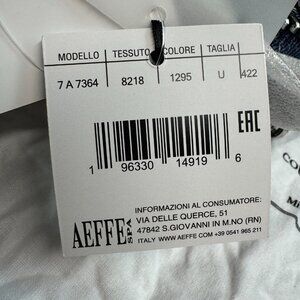 MODELLO TESSUTO COLORE TAGLIA
7 A 7364 8218 1295 U 422
EAC
1 96330 14919 6
INFORMAZIONI AL CONSUMATORE:
AEFFE SPA
VIA DELLE QUERCE, 51
47842 S.GIOVANNI IN M.NO (RN)
ITALY WWW.AEFFE COM +39 0541 965 211